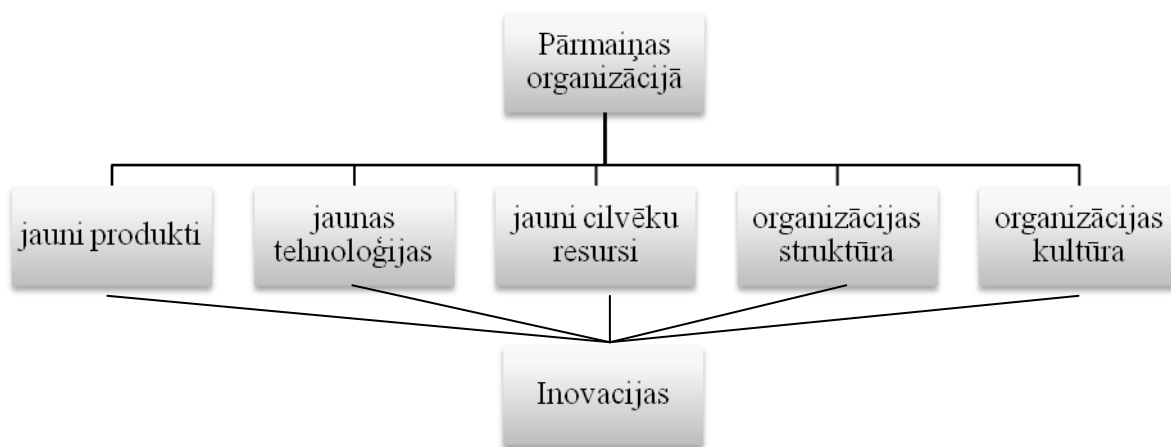 Pārmaiņas
organizācijā
jauni produkti
jaunas
tehnoloģijas
jauni cilvēku
resursi
organizācijas
struktūra
organizācijas
kultūra
Inovacijas